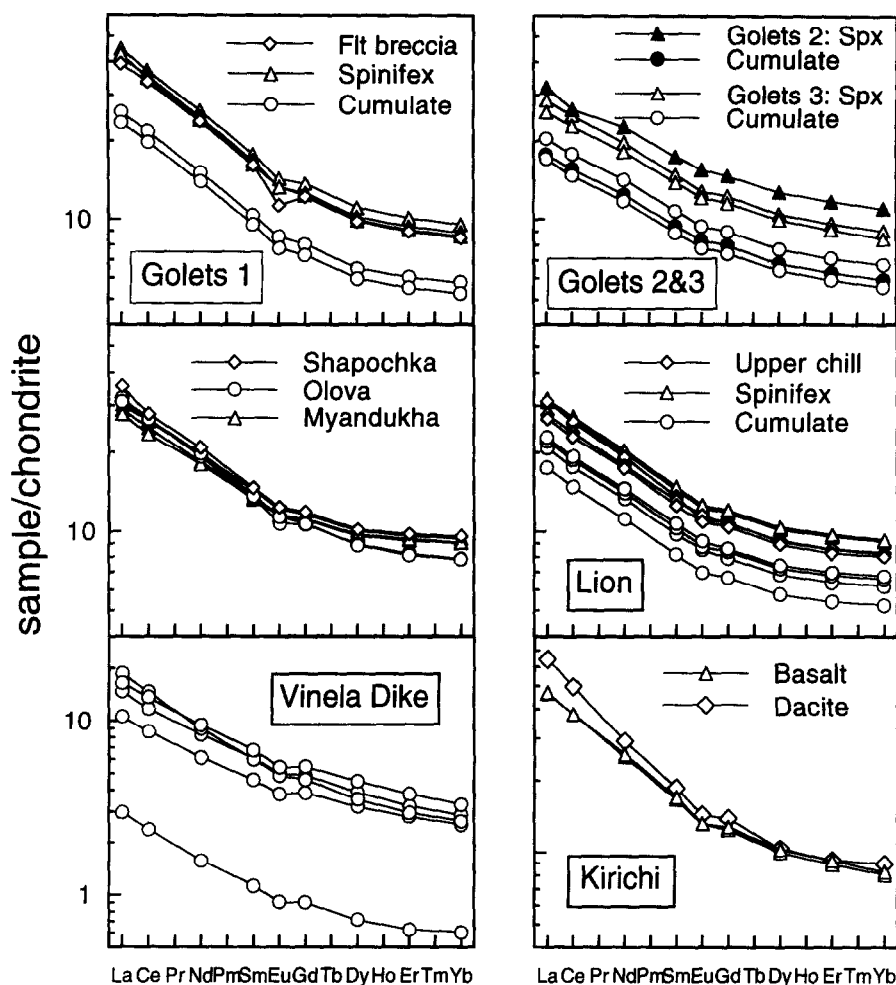 Flt breccia
Spinifex
Cumulate
10
Golets 1
Golets 2: Spx
Cumulate
Golets 3: Spx
Cumulate
Golets 2&3
sample/chondrite
Shapochka
Olova
Myandukha
10
Upper chill
Spinifex
Cumulate
Lion
10
Vinela Dike
1
Basalt
Dacite
Kirichi
La Ce Pr Nd Pm Sm Eu Gd Tb Dy Ho Er Tm Yb
La Ce Pr Nd Pm Sm Eu Gd Tb Dy Ho Er Tm Yb